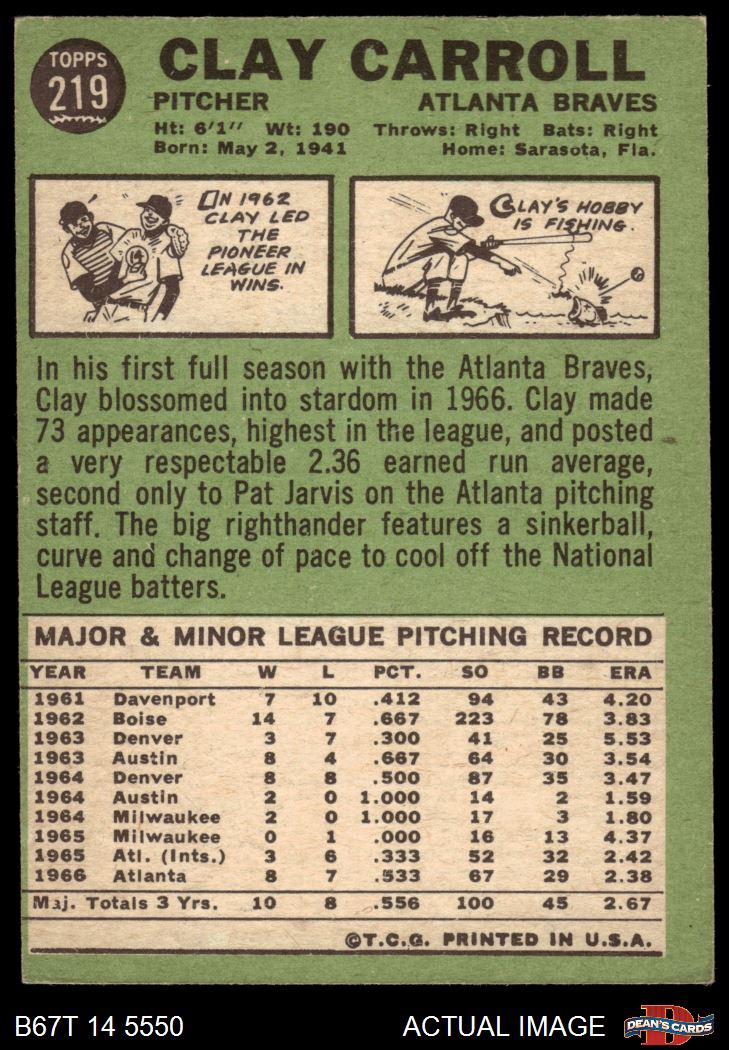 TOPPS
219
CLAY CARROLL
PITCHER ATLANTA BRAVES
Ht: 6'1" Wt: 190 Throws: Right Bats: Right
Born: May 2, 1941 Home: Sarasota, Fla.
IN 1962
CLAY LED
THE
PIONEER
LEAGUE IN
WINS.
CLAY'S HOBBY
IS FISHING.
In his first full season with the Atlanta Braves,
Clay blossomed into stardom in 1966. Clay made
73 appearances, highest in the league, and posted
a very respectable 2.36 earned run average,
second only to Pat Jarvis on the Atlanta pitching
staff. The big righthander features a sinkerball,
curve and change of pace to cool off the National
League batters.
MAJOR & MINOR LEAGUE PITCHING RECORD
YEAR TEAM W L PCT. SO BB ERA
1961 Davenport 7 10 .412 94 43 4.20
1962 Boise 14 7 .667 223 78 3.83
1963 Denver 3 7 .300 41 25 5.53
1963 Austin 8 4 .667 64 30 3.54
1964 Denver 8 8 .500 87 35 3.47
1964 Austin 2 0 1.000 14 2 1.59
1964 Milwaukee 2 0 1.000 17 3 1.80
1965 Milwaukee 0 1 .000 16 13 4.37
1965 Atl. (Ints.) 3 6 .333 52 32 2.42
1966 Atlanta 8 7 .533 67 29 2.38
Maj. Totals 3 Yrs. 10 8 .556 100 45 2.67
©T.C.G. PRINTED IN U.S.A.
B67T 14 5550 ACTUAL IMAGE
DEAN'S CARDS